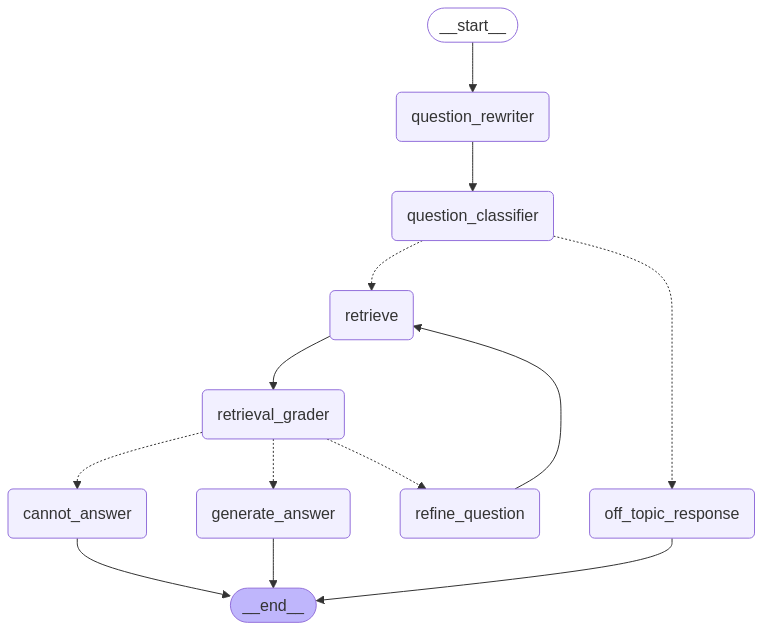 __start__
question_rewriter
question_classifier
retrieve
retrieval_grader
cannot_answer
generate_answer
refine_question
off_topic_response
__end__